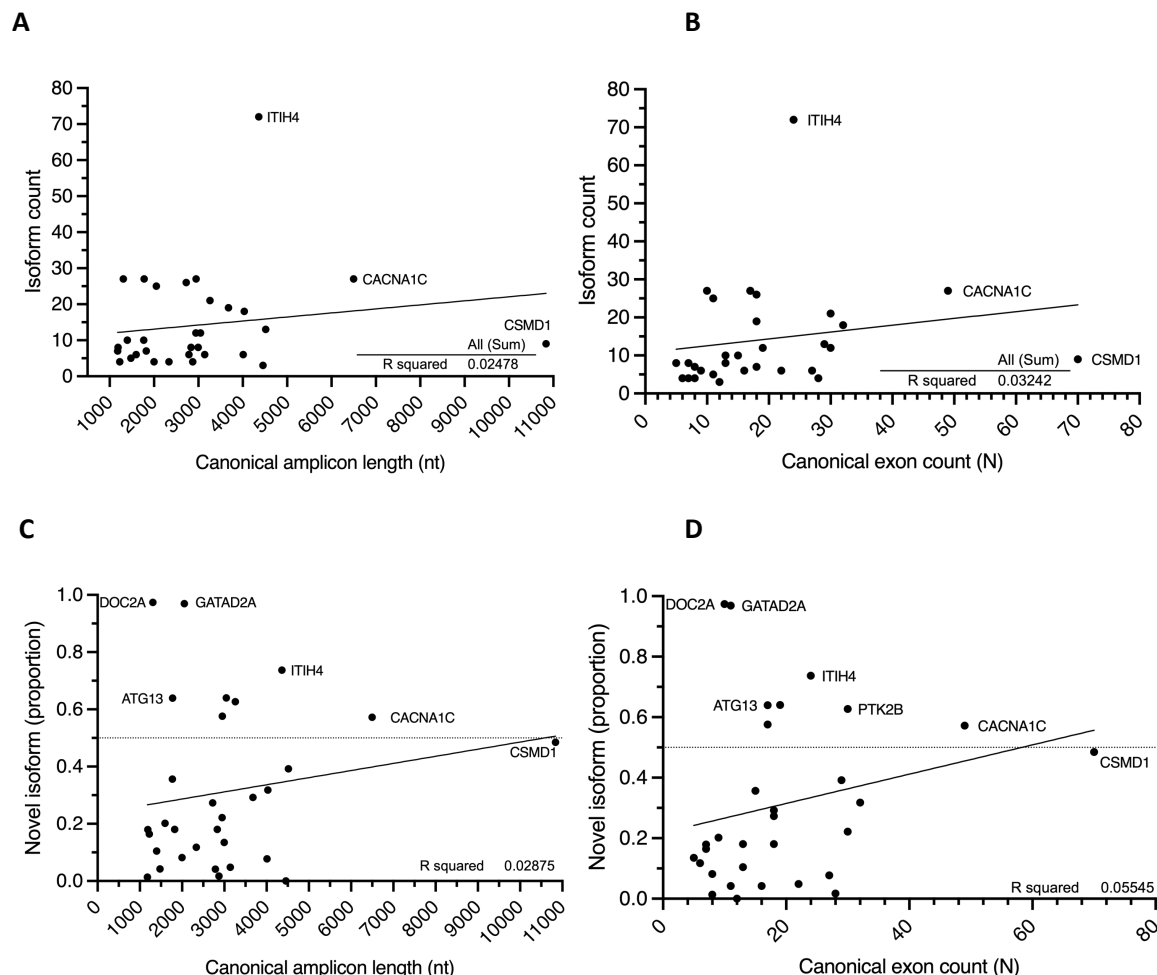 A
B
80
70
60
50
40
30
20
10
0
Isoform count
ITIH4
CACNA1C
CSMD1
All (Sum)
R squared 0.02478
1000
2000
3000
4000
5000
6000
7000
8000
9000
10000
11000
Canonical amplicon length (nt)
80
70
60
50
40
30
20
10
0
Isoform count
ITIH4
CACNA1C
CSMD1
All (Sum)
R squared 0.03242
0
10
20
30
40
50
60
70
80
Canonical exon count (N)
C
D
1.0
0.8
0.6
0.4
0.2
0.0
Novel isoform (proportion)
DOC2A
GATAD2A
ITIH4
ATG13
CACNA1C
CSMD1
R squared 0.02875
0
1000
2000
3000
4000
5000
6000
7000
8000
9000
10000
11000
Canonical amplicon length (nt)
1.0
0.8
0.6
0.4
0.2
0.0
Novel isoform (proportion)
DOC2A
GATAD2A
ITIH4
ATG13
PTK2B
CACNA1C
CSMD1
R squared 0.05545
0
20
40
60
80
Canonical exon count (N)